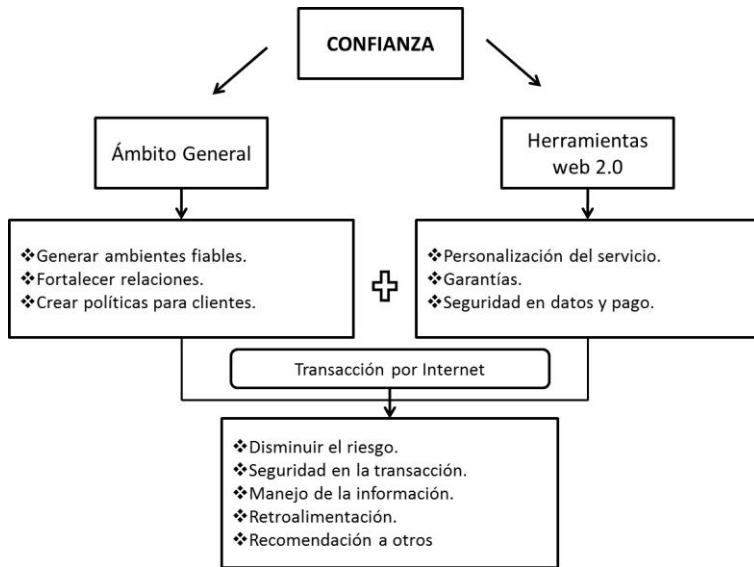 CONFIANZA
Ámbito General
Herramientas
web 2.0
❖Generar ambientes fiables.
❖Fortalecer relaciones.
❖Crear políticas para clientes.
❖Personalización del servicio.
❖Garantías.
❖Seguridad en datos y pago.
Transacción por Internet
❖Disminuir el riesgo.
❖Seguridad en la transacción.
❖Manejo de la información.
❖Retroalimentación.
❖Recomendación a otros